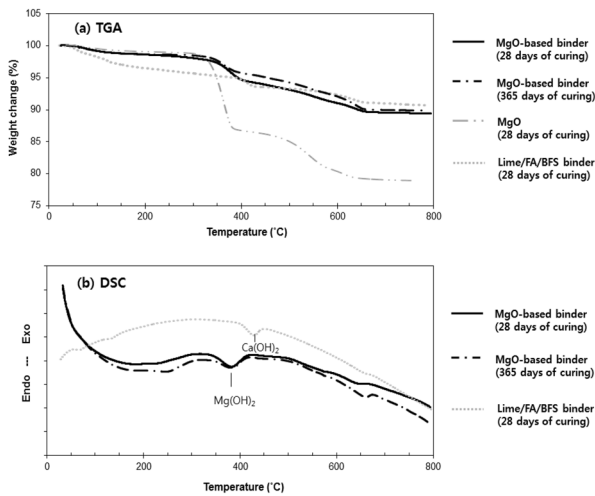 (a) TGA
Weight change (%)
105
100
95
90
85
80
75
0
200
400
600
800
Temperature (˚C)
MgO-based binder
(28 days of curing)
MgO-based binder
(365 days of curing)
MgO
(28 days of curing)
Lime/FA/BFS binder
(28 days of curing)
(b) DSC
Endo --- Exo
Ca(OH)2
Mg(OH)2
0
200
400
600
800
Temperature (˚C)
MgO-based binder
(28 days of curing)
MgO-based binder
(365 days of curing)
Lime/FA/BFS binder
(28 days of curing)